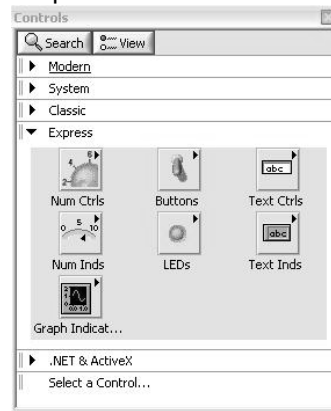 Controls
Search View
Modern
System
Classic
Express
Num Ctrls Buttons Text Ctrls
Num Inds LEDs Text Inds
Graph Indicat...
.NET & ActiveX
Select a Control...